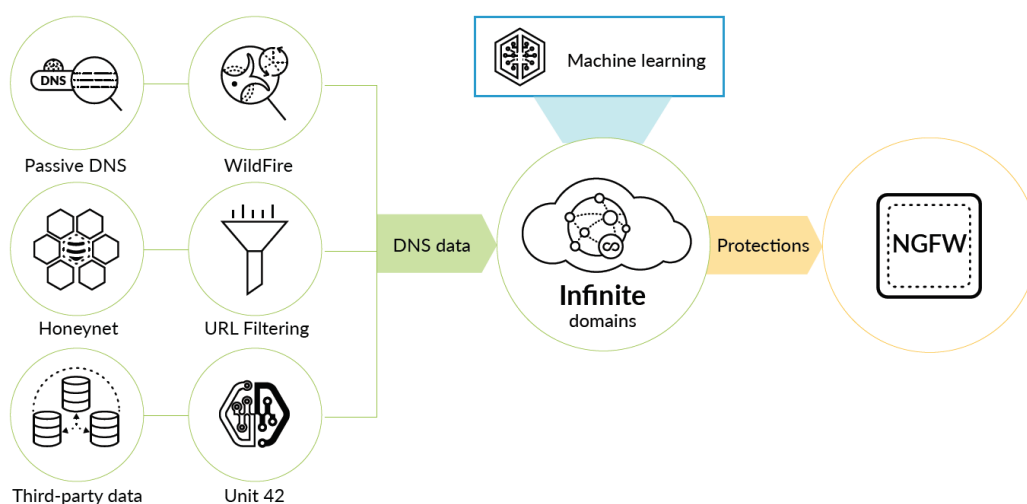 Machine learning
DNS
Passive DNS
WildFire
Honeynet
URL Filtering
Third-party data
Unit 42
DNS data
Infinite
domains
Protections
NGFW